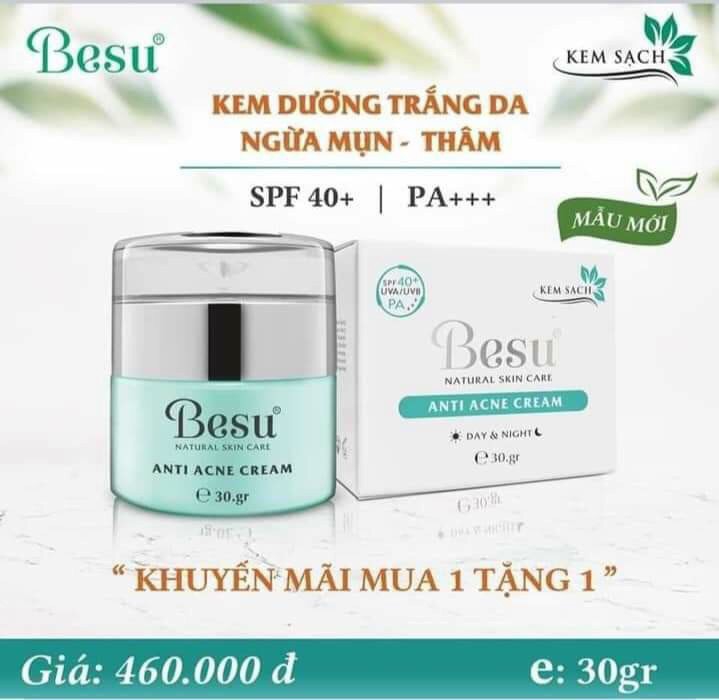 Besu®
KEM SẠCH
KEM DƯỠNG TRẮNG DA
NGỪA MỤN - THÂM
SPF 40+ | PA+++
MẪU MỚI
SPF40+
UVA/UVB
PA+++
KEM SẠCH
Besu®
NATURAL SKIN CARE
ANTI ACNE CREAM
DAY & NIGHT
e 30.gr
Besu®
NATURAL SKIN CARE
ANTI ACNE CREAM
e 30.gr
“ KHUYẾN MÃI MUA 1 TẶNG 1 ”
Giá: 460.000 đ
e: 30gr